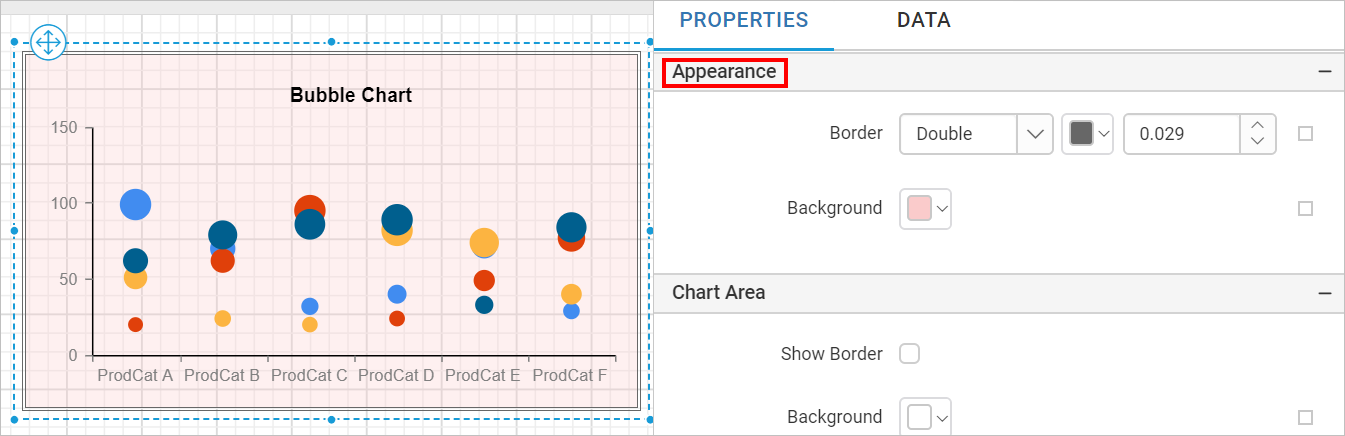 PROPERTIES DATA
Appearance
Border Double 0.029
Background
Chart Area
Show Border
Background
Bubble Chart
150
100
50
0
ProdCat A ProdCat B ProdCat C ProdCat D ProdCat E ProdCat F